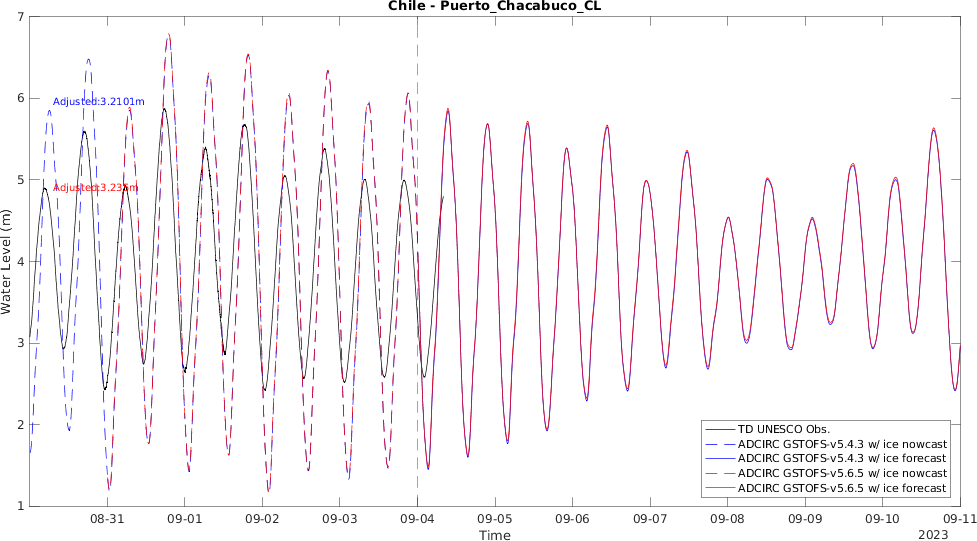 Chile - Puerto_Chacabuco_CL
7
6
5
4
3
2
1
Water Level (m)
Adjusted:3.2101m
Adjusted:3.235m
TD UNESCO Obs.
ADCIRC GSTOFS-v5.4.3 w/ ice nowcast
ADCIRC GSTOFS-v5.4.3 w/ ice forecast
ADCIRC GSTOFS-v5.6.5 w/ ice nowcast
ADCIRC GSTOFS-v5.6.5 w/ ice forecast
08-31 09-01 09-02 09-03 09-04 09-05 09-06 09-07 09-08 09-09 09-10 09-11
Time
2023